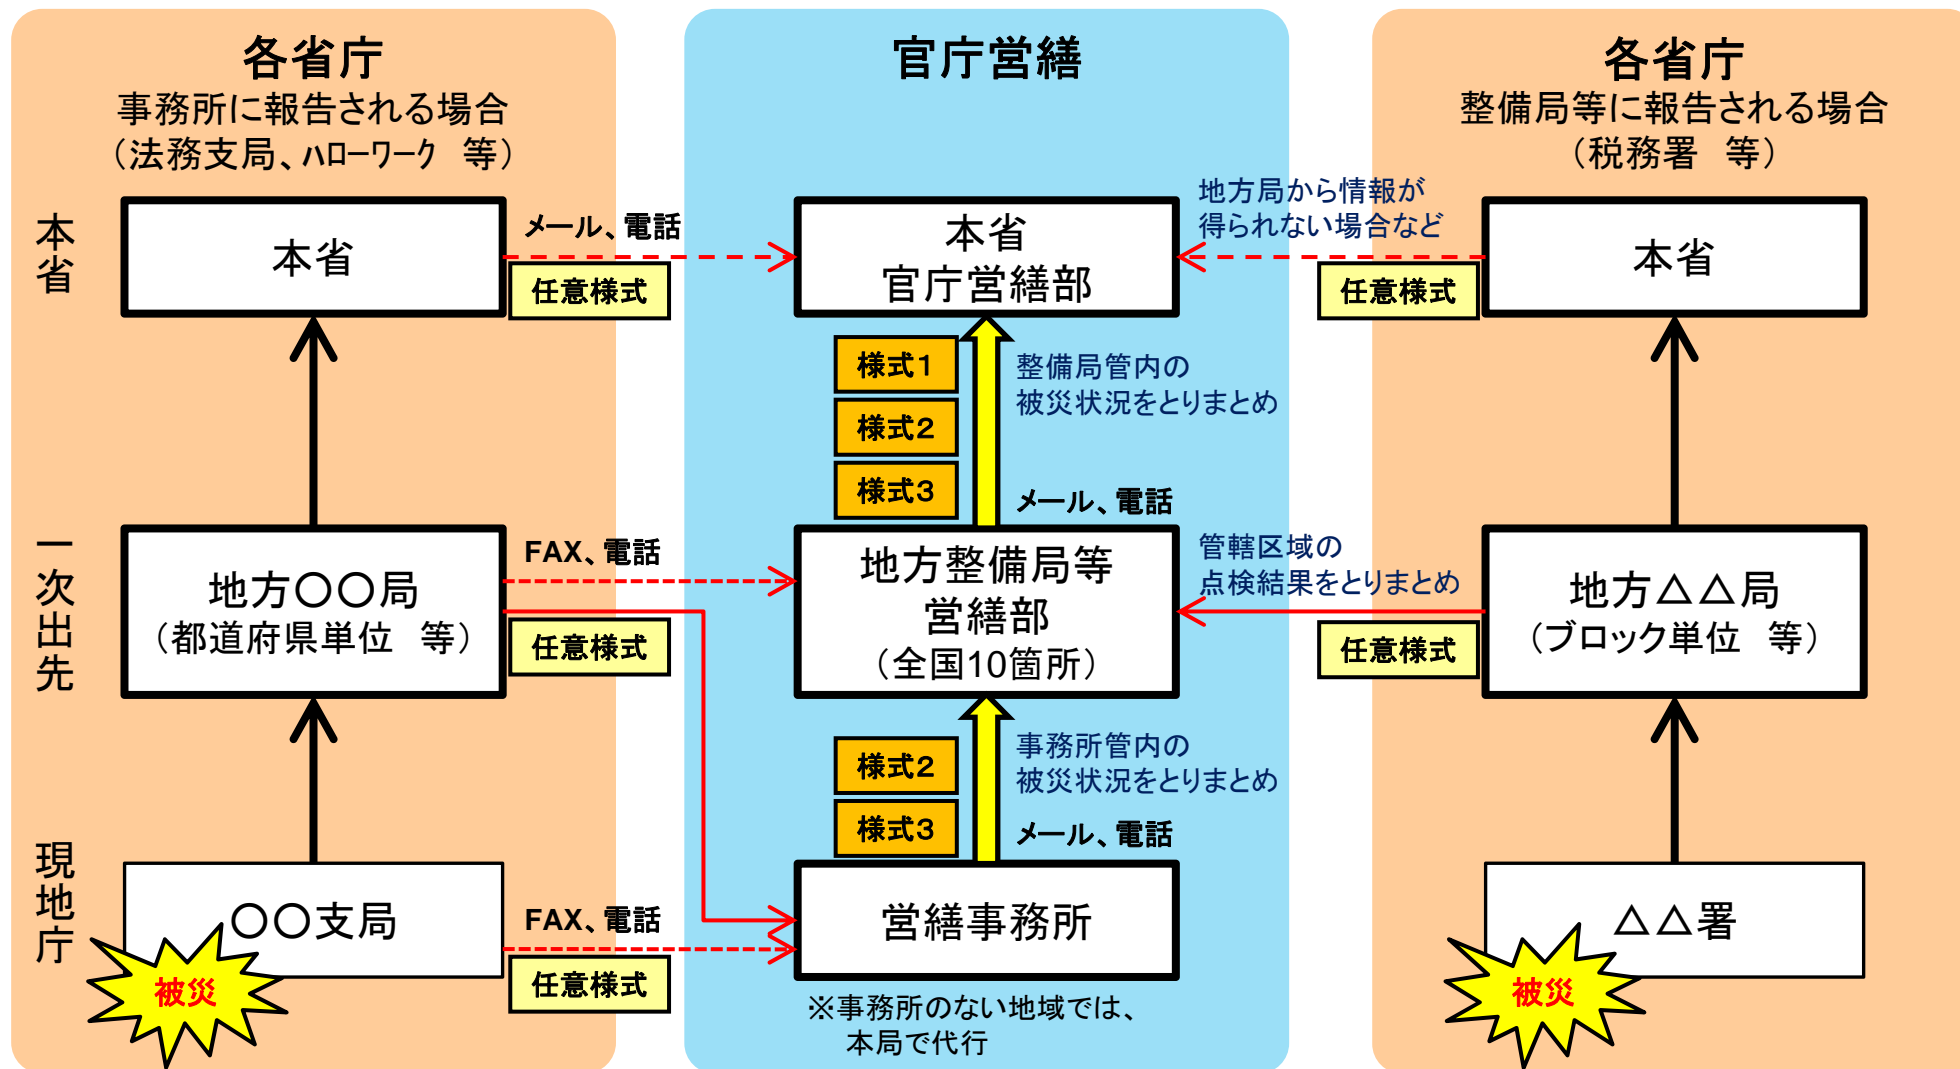 各省庁
事務所に報告される場合
（法務支局、ﾊﾛｰﾜｰｸ　等）
官庁営繕
各省庁
整備局等に報告される場合
（税務署　等）
本省
本省
メール、電話
任意様式
本省
官庁営繕部
地方局から情報が
得られない場合など
任意様式
本省
様式１
様式２
様式３
整備局管内の
被災状況をとりまとめ
メール、電話
一次出先
地方〇〇局
（都道府県単位　等）
FAX、電話
任意様式
地方整備局等
営繕部
（全国10箇所）
管轄区域の
点検結果をとりまとめ
任意様式
地方△△局
（ブロック単位　等）
様式２
様式３
事務所管内の
被災状況をとりまとめ
メール、電話
現地庁
〇〇支局
被災
FAX、電話
任意様式
営繕事務所
※事務所のない地域では、
本局で代行
△△署
被災